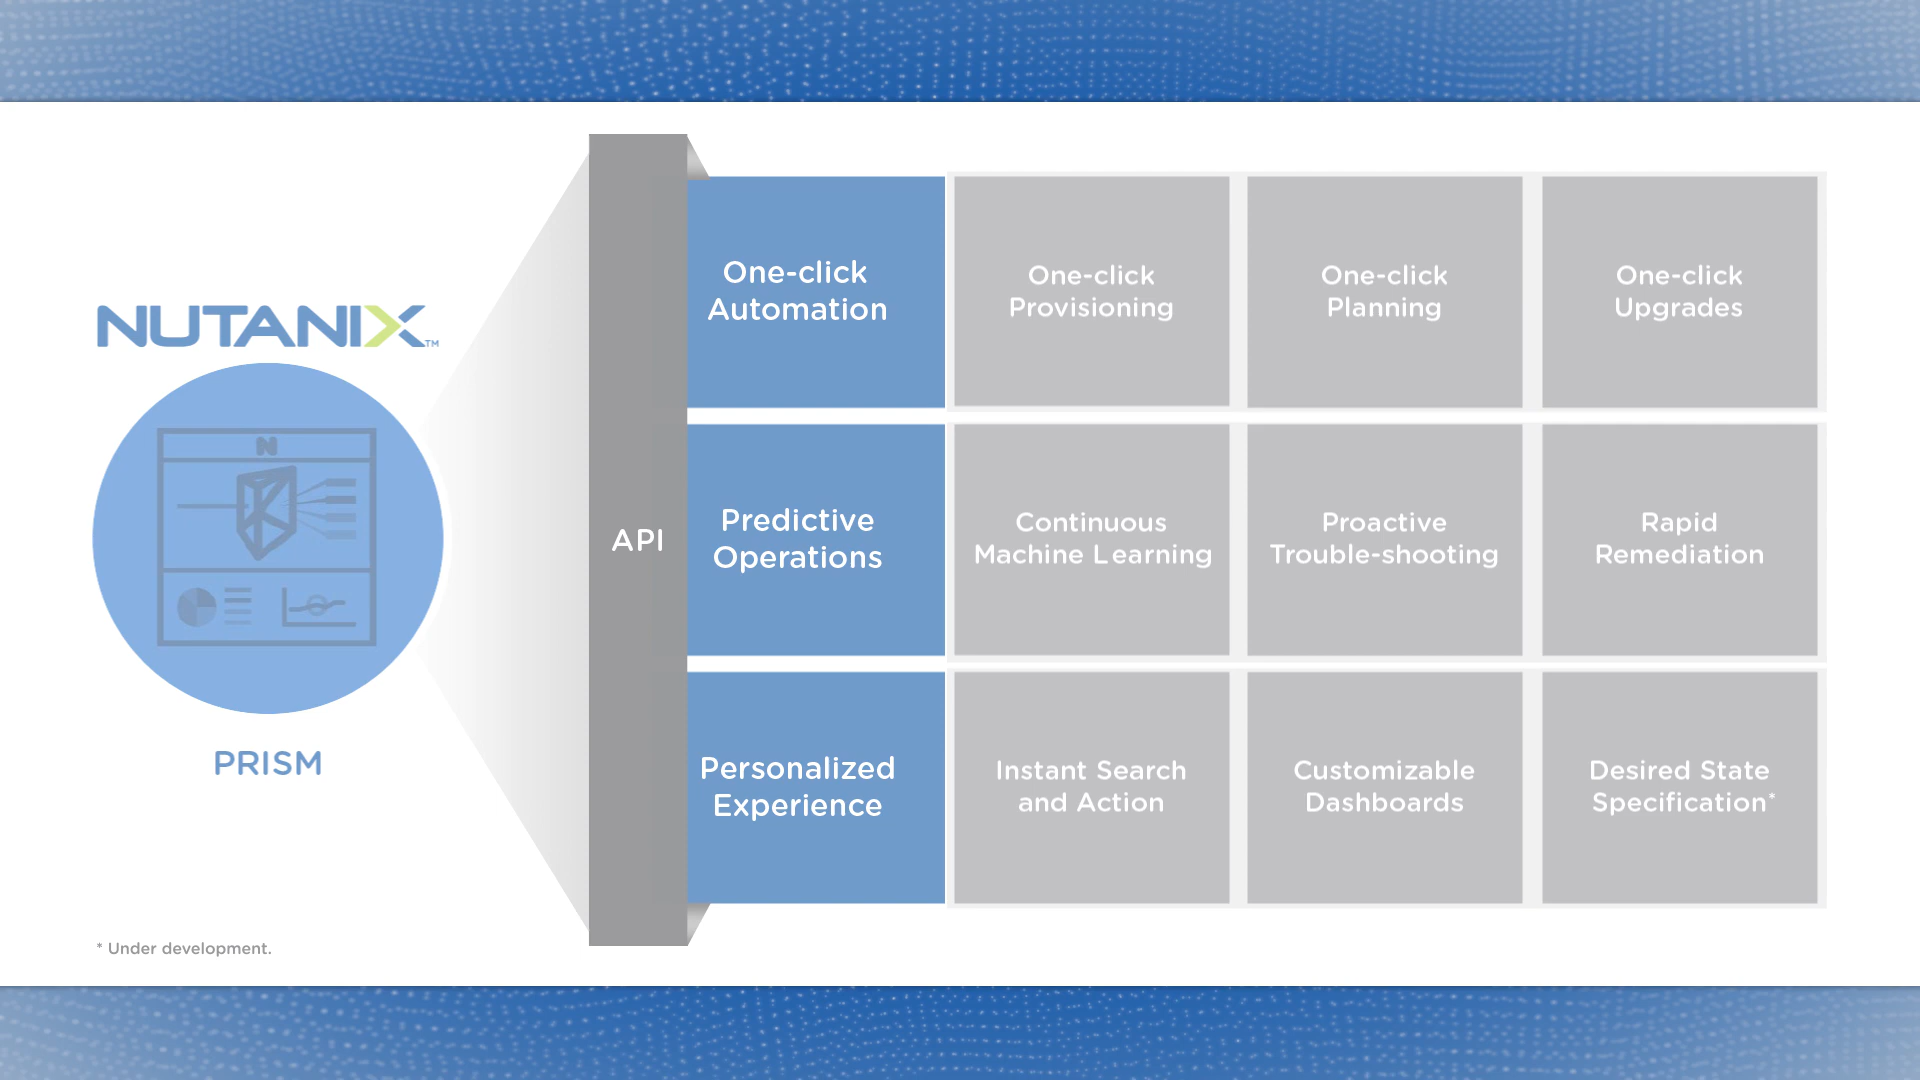 NUTANIX™
N
PRISM
* Under development.
API
One-click
Automation
One-click
Provisioning
One-click
Planning
One-click
Upgrades
Predictive
Operations
Continuous
Machine Learning
Proactive
Trouble-shooting
Rapid
Remediation
Personalized
Experience
Instant Search
and Action
Customizable
Dashboards
Desired State
Specification*